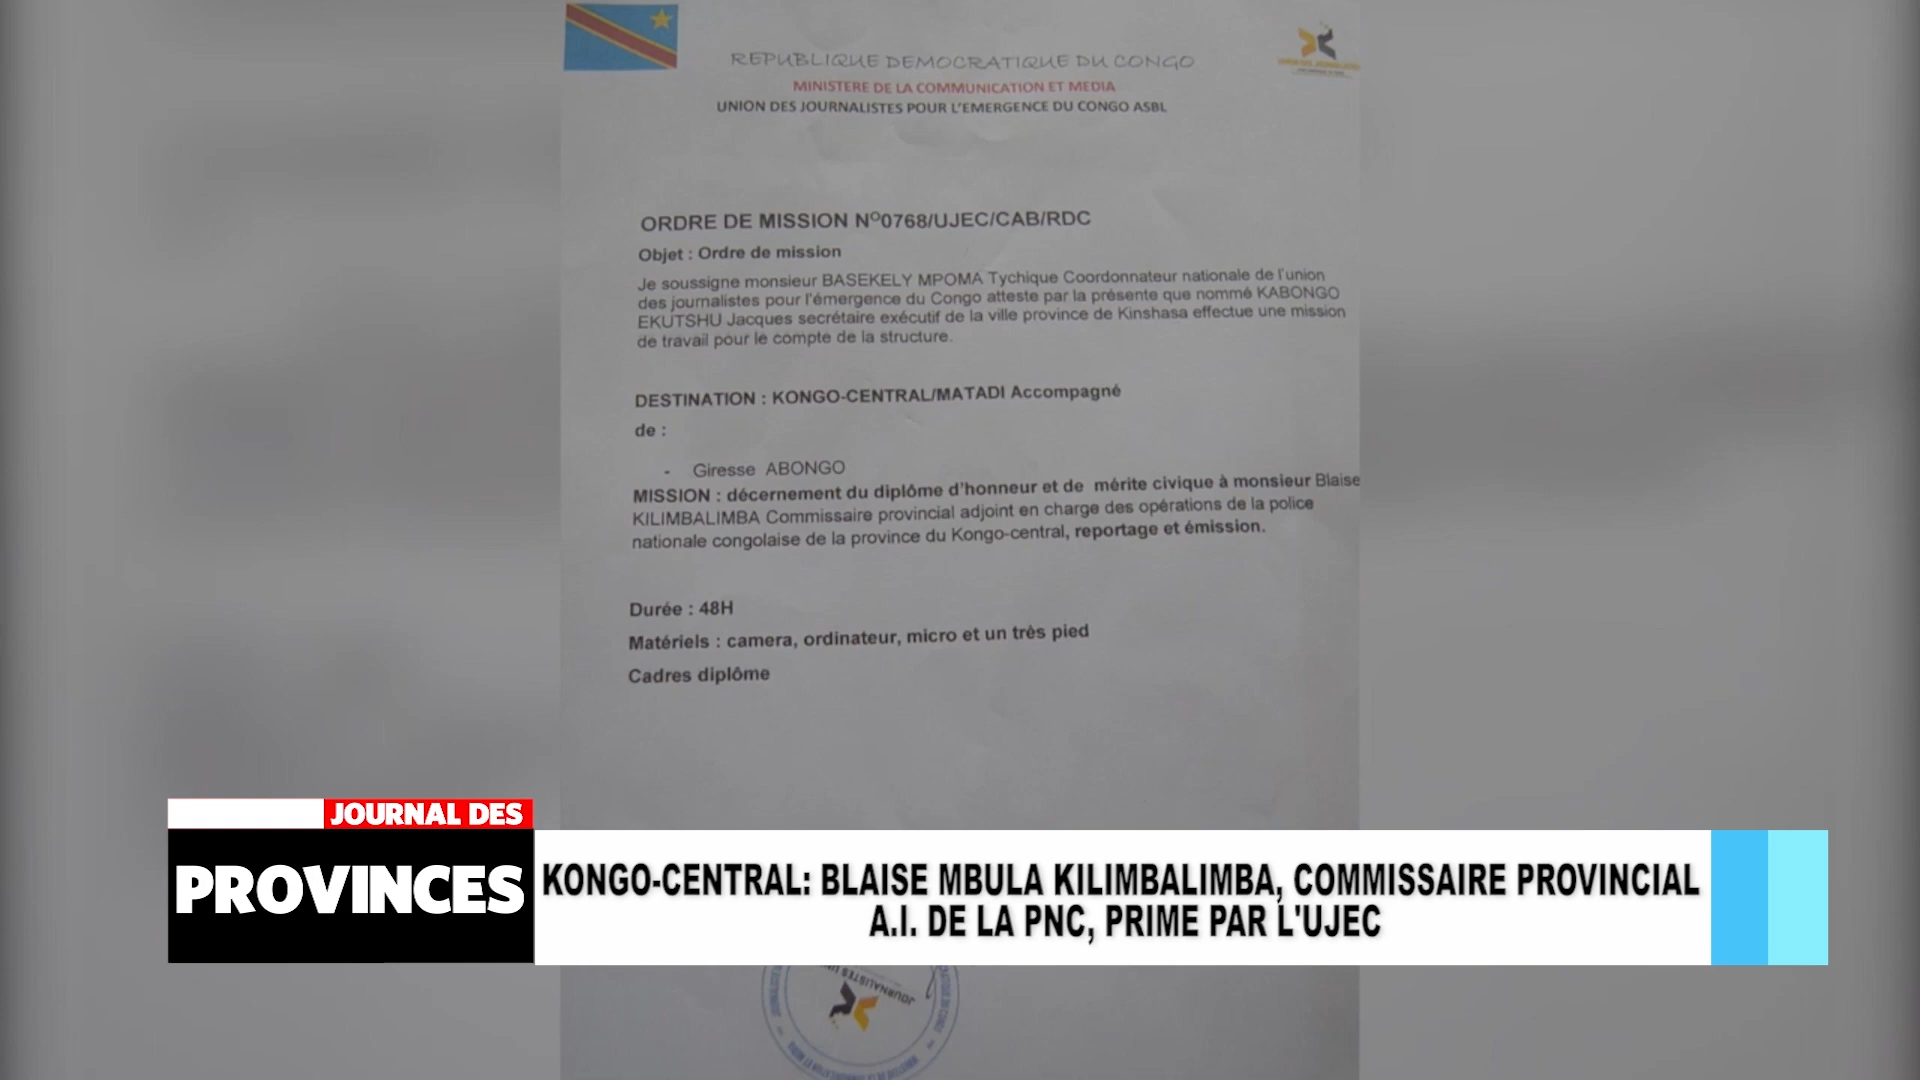 REPUBLIQUE DEMOCRATIQUE DU CONGO
MINISTERE DE LA COMMUNICATION ET MEDIA
UNION DES JOURNALISTES POUR L'EMERGENCE DU CONGO ASBL
ORDRE DE MISSION N°0768/UJEC/CAB/RDC
Objet : Ordre de mission
Je soussigne monsieur BASEKELY MPOMA Tychique Coordonnateur nationale de l'union
des journalistes pour l'émergence du Congo atteste par la présente que nommé KABONGO
EKUTSHU Jacques secrétaire exécutif de la ville province de Kinshasa effectue une mission
de travail pour le compte de la structure.
DESTINATION : KONGO-CENTRAL/MATADI Accompagné
de :
- Giresse ABONGO
MISSION : décernement du diplôme d'honneur et de mérite civique à monsieur Blaise
KILIMBALIMBA Commissaire provincial adjoint en charge des opérations de la police
nationale congolaise de la province du Kongo-central, reportage et émission.
Durée : 48H
Matériels : camera, ordinateur, micro et un très pied
Cadres diplôme
JOURNAL DES
PROVINCES
KONGO-CENTRAL: BLAISE MBULA KILIMBALIMBA, COMMISSAIRE PROVINCIAL
A.I. DE LA PNC, PRIME PAR L'UJEC
JOURNALISTES